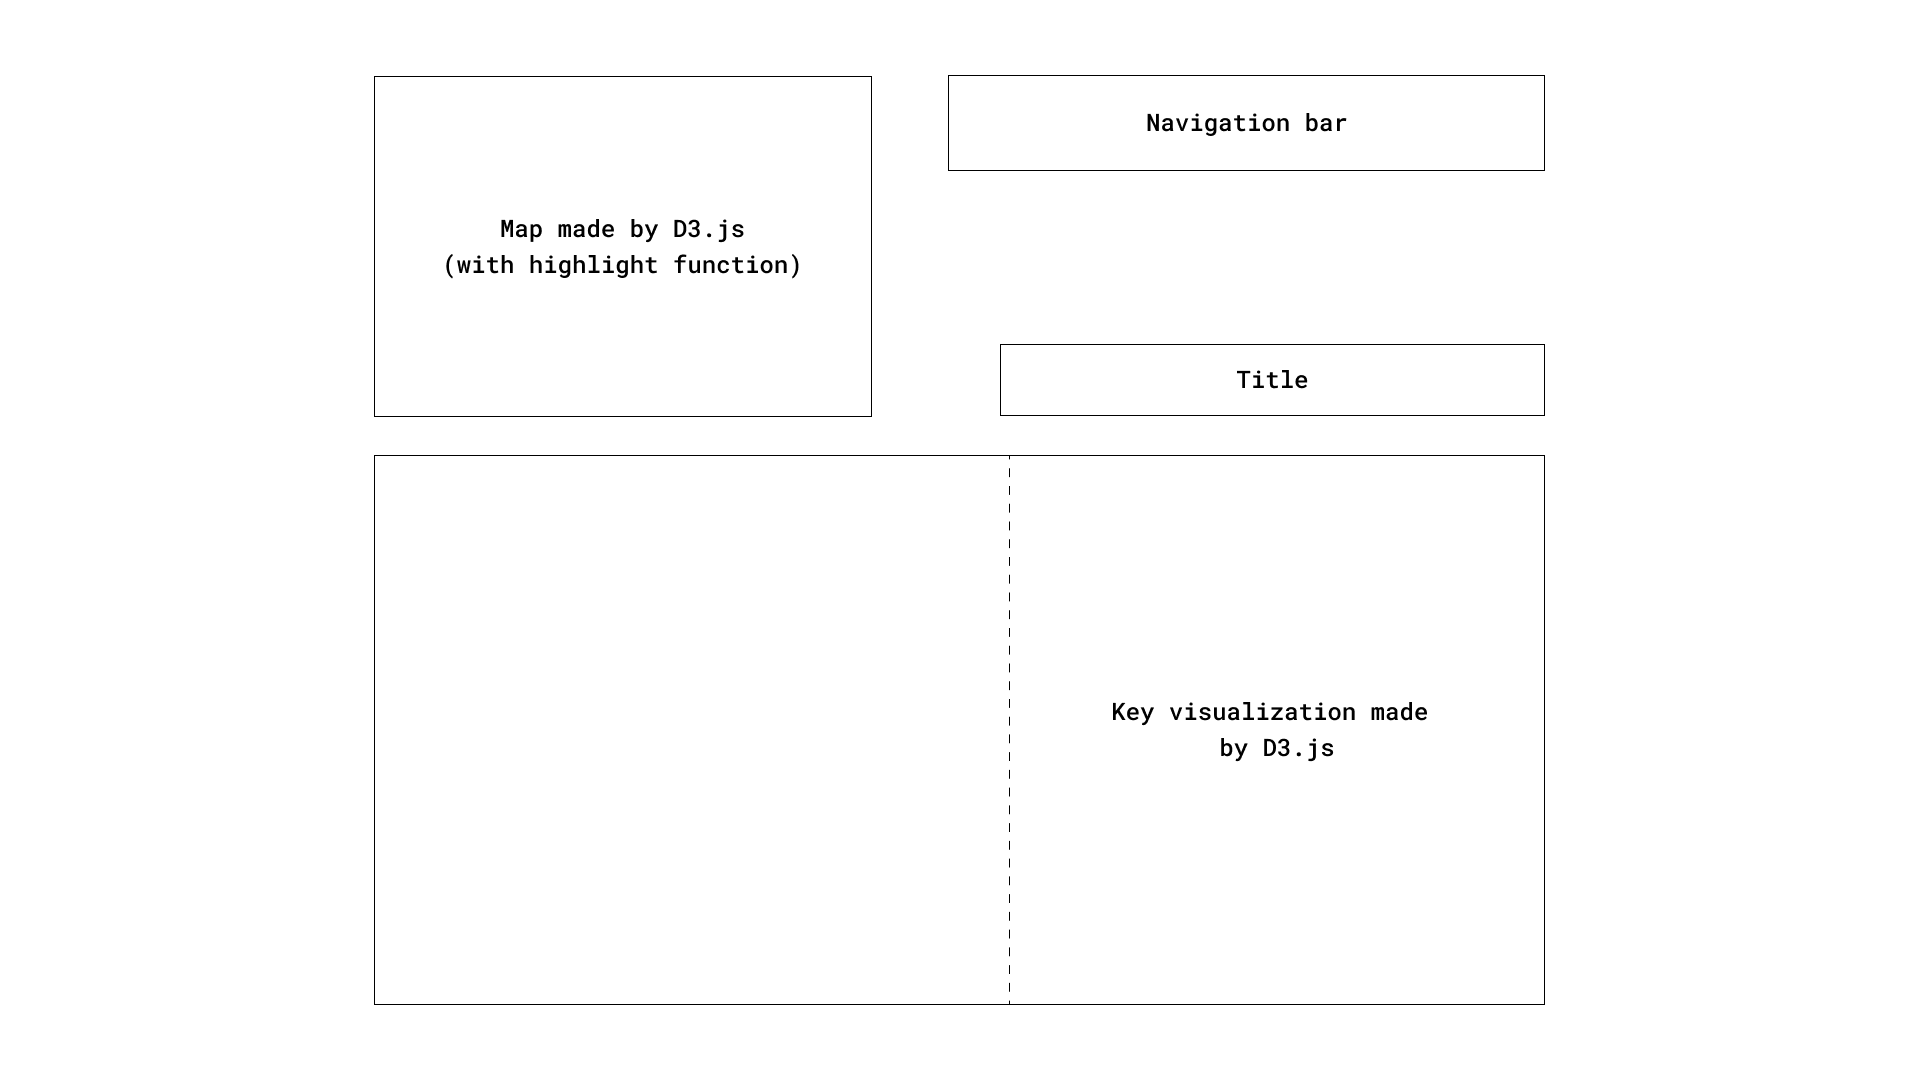 Map made by D3.js
(with highlight function)
Navigation bar
Title
Key visualization made
by D3.js